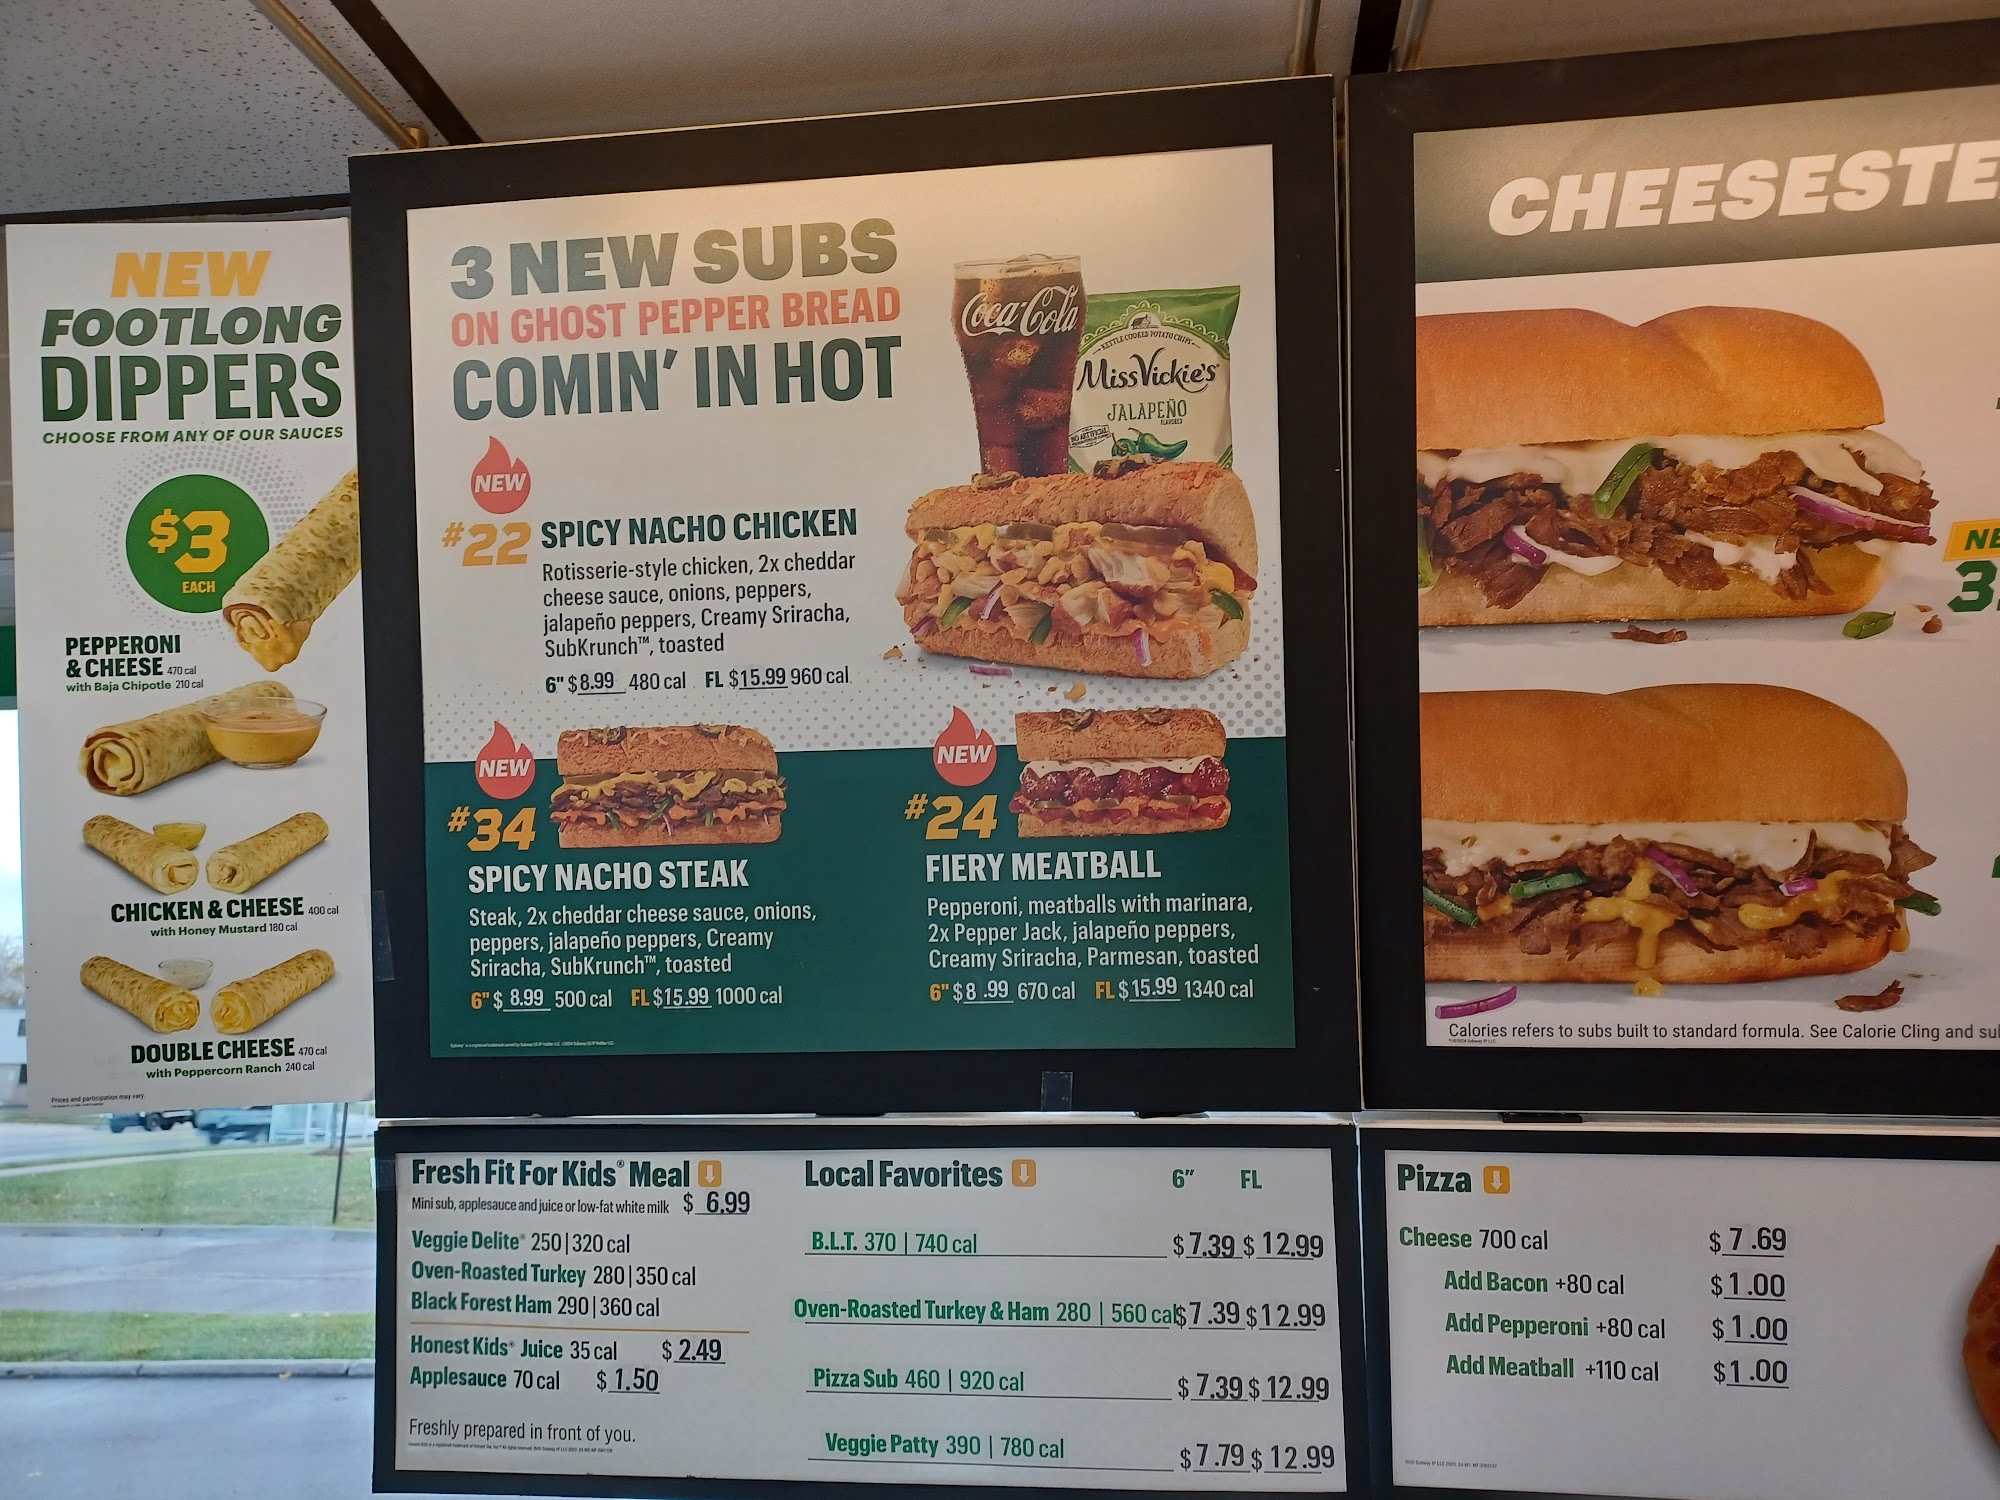 NEW
FOOTLONG
DIPPERS
CHOOSE FROM ANY OF OUR SAUCES
$3
EACH
PEPPERONI
& CHEESE 470 cal
with Baja Chipotle 210 cal
CHICKEN & CHEESE 400 cal
with Honey Mustard 180 cal
DOUBLE CHEESE 470 cal
with Peppercorn Ranch 240 cal
Prices and participation may vary.
3 NEW SUBS
ON GHOST PEPPER BREAD
COMIN' IN HOT
Coca-Cola
KETTLE COOKED POTATO CHIPS
Miss Vickie's
JALAPEÑO
FLAVORED
NO ARTIFICIAL
NEW
#22 SPICY NACHO CHICKEN
Rotisserie-style chicken, 2x cheddar
cheese sauce, onions, peppers,
jalapeño peppers, Creamy Sriracha,
SubKrunch™, toasted
6" $8.99 480 cal FL $15.99 960 cal
NEW
#34
SPICY NACHO STEAK
Steak, 2x cheddar cheese sauce, onions,
peppers, jalapeño peppers, Creamy
Sriracha, SubKrunch™, toasted
6" $8.99 500 cal FL $15.99 1000 cal
NEW
#24
FIERY MEATBALL
Pepperoni, meatballs with marinara,
2x Pepper Jack, jalapeño peppers,
Creamy Sriracha, Parmesan, toasted
6" $8.99 670 cal FL $15.99 1340 cal
CHEESESTE
NE
3
Calories refers to subs built to standard formula. See Calorie Cling and su
Fresh Fit For Kids® Meal
Mini sub, applesauce and juice or low-fat white milk $6.99
Veggie Delite® 250|320 cal
Oven-Roasted Turkey 280|350 cal
Black Forest Ham 290|360 cal
Honest Kids® Juice 35 cal $2.49
Applesauce 70 cal $1.50
Freshly prepared in front of you.
Local Favorites 6" FL
B.L.T. 370 | 740 cal $7.39 $12.99
Oven-Roasted Turkey & Ham 280 | 560 cal $7.39 $12.99
Pizza Sub 460 | 920 cal $7.39 $12.99
Veggie Patty 390 | 780 cal $7.79 $12.99
Pizza
Cheese 700 cal $7.69
Add Bacon +80 cal $1.00
Add Pepperoni +80 cal $1.00
Add Meatball +110 cal $1.00